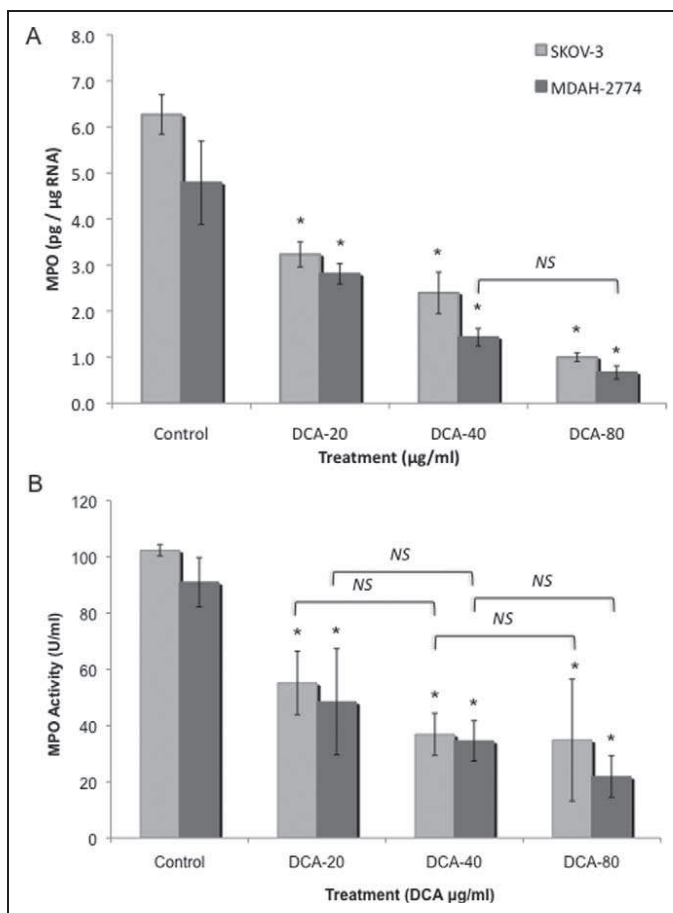 A
SKOV-3
MDAH-2774
MPO (pg / µg RNA)
8.0
7.0
6.0
5.0
4.0
3.0
2.0
1.0
0.0
* * * * * *
NS
Control DCA-20 DCA-40 DCA-80
Treatment (µg/ml)
B
MPO Activity (U/ml)
120
100
80
60
40
20
0
NS NS
NS NS
* * * * * *
Control DCA-20 DCA-40 DCA-80
Treatment (DCA µg/ml)